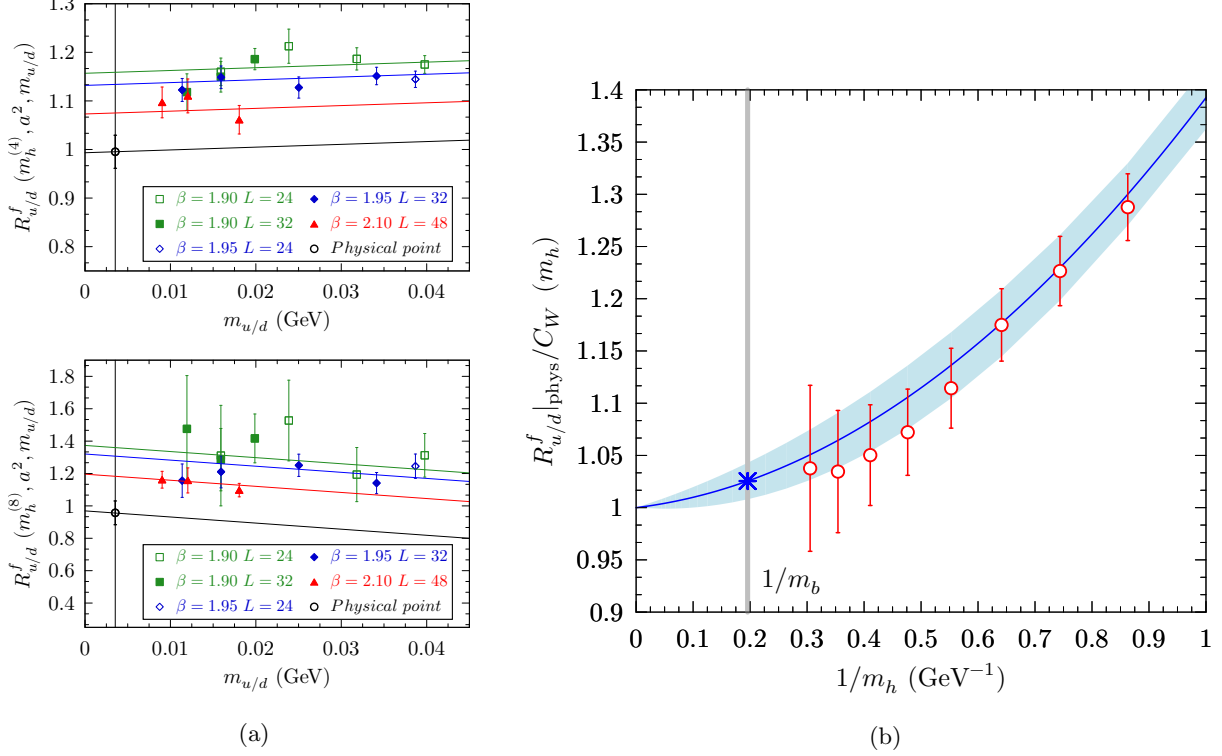 1.3
1.2
1.1
1
0.9
0.8
R^f_{u/d} (m_h^{(4)}, a^2, m_{u/d})
β = 1.90 L = 24
β = 1.90 L = 32
β = 1.95 L = 24
β = 1.95 L = 32
β = 2.10 L = 48
Physical point
0 0.01 0.02 0.03 0.04
m_{u/d} (GeV)
1.8
1.6
1.4
1.2
1
0.8
0.6
0.4
R^f_{u/d} (m_h^{(8)}, a^2, m_{u/d})
β = 1.90 L = 24
β = 1.90 L = 32
β = 1.95 L = 24
β = 1.95 L = 32
β = 2.10 L = 48
Physical point
0 0.01 0.02 0.03 0.04
m_{u/d} (GeV)
(a)
1.4
1.35
1.3
1.25
1.2
1.15
1.1
1.05
1
0.95
0.9
R^f_{u/d}|_{phys}/C_W (m_h)
1/m_b
0 0.1 0.2 0.3 0.4 0.5 0.6 0.7 0.8 0.9 1
1/m_h (GeV^{−1})
(b)